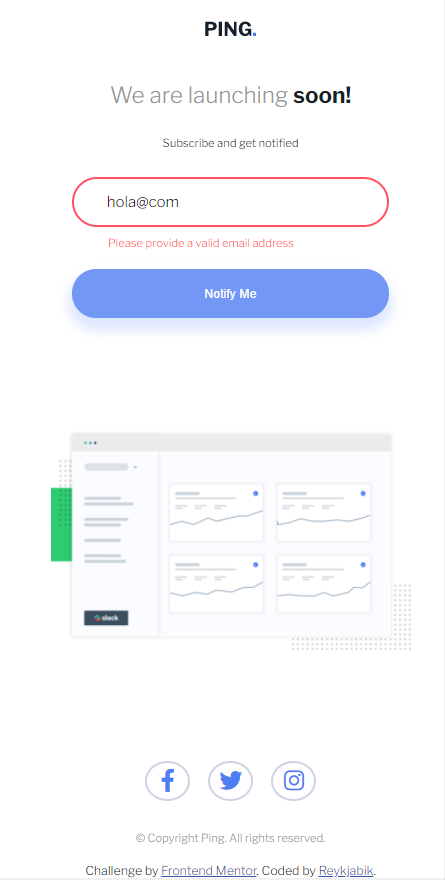 PING.
We are launching soon!
Subscribe and get notified
hola@com
Please provide a valid email address
Notify Me
slack
© Copyright Ping. All rights reserved.
Challenge by Frontend Mentor. Coded by Reykjabik.